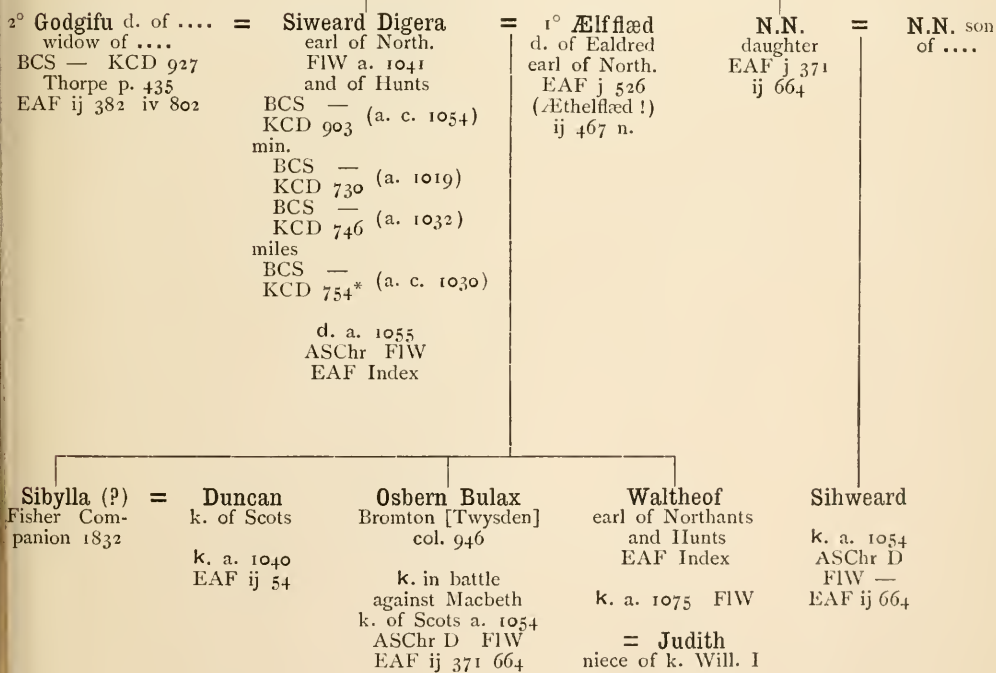 2° Godgifu d. of .... =
widow of ....
BCS — KCD 927
Thorpe p. 435
EAF ij 382 iv 802
Siweard Digera =
earl of North.
FlW a. 1041
and of Hunts
BCS —
KCD 903 (a. c. 1054)
min.
BCS —
KCD 730 (a. 1019)
BCS —
KCD 746 (a. 1032)
miles
BCS —
KCD 754* (a. c. 1030)
d. a. 1055
ASChr FlW
EAF Index
1° Ælfflæd
d. of Ealdred
earl of North.
EAF j 526
(Æthelflæd !)
ij 467 n.
N.N. =
daughter
EAF j 371
ij 664
N.N. son
of ....
Sibylla (?) =
Fisher Com-
panion 1832
Duncan
k. of Scots
k. a. 1040
EAF ij 54
Osbern Bulax
Bromton [Twysden]
col. 946
k. in battle
against Macbeth
k. of Scots a. 1054
ASChr D FlW
EAF ij 371 664
Waltheof
earl of Northants
and Hunts
EAF Index
k. a. 1075 FlW
= Judith
niece of k. Will. I
Sihweard
k. a. 1054
ASChr D
FlW —
EAF ij 664